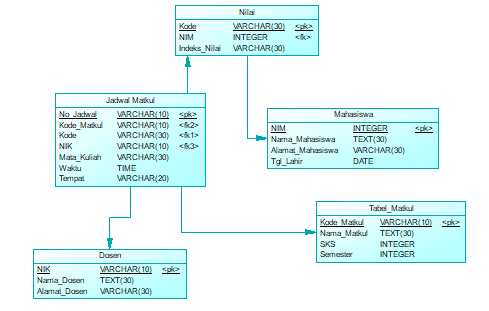 Nilai
Kode VARCHAR(30) <pk>
NIM INTEGER <fk>
Indeks_Nilai VARCHAR(30)
Jadwal Matkul
No_Jadwal VARCHAR(10) <pk>
Kode_Matkul VARCHAR(10) <fk2>
Kode VARCHAR(30) <fk1>
NIK VARCHAR(10) <fk3>
Mata_Kuliah VARCHAR(30)
Waktu TIME
Tempat VARCHAR(20)
Mahasiswa
NIM INTEGER <pk>
Nama_Mahasiswa TEXT(30)
Alamat_Mahasiswa VARCHAR(30)
Tgl_Lahir DATE
Tabel_Matkul
Kode_Matkul VARCHAR(10) <pk>
Nama_Matkul TEXT(30)
SKS INTEGER
Semester INTEGER
Dosen
NIK VARCHAR(10) <pk>
Nama_Dosen TEXT(30)
Alamat_Dosen VARCHAR(30)